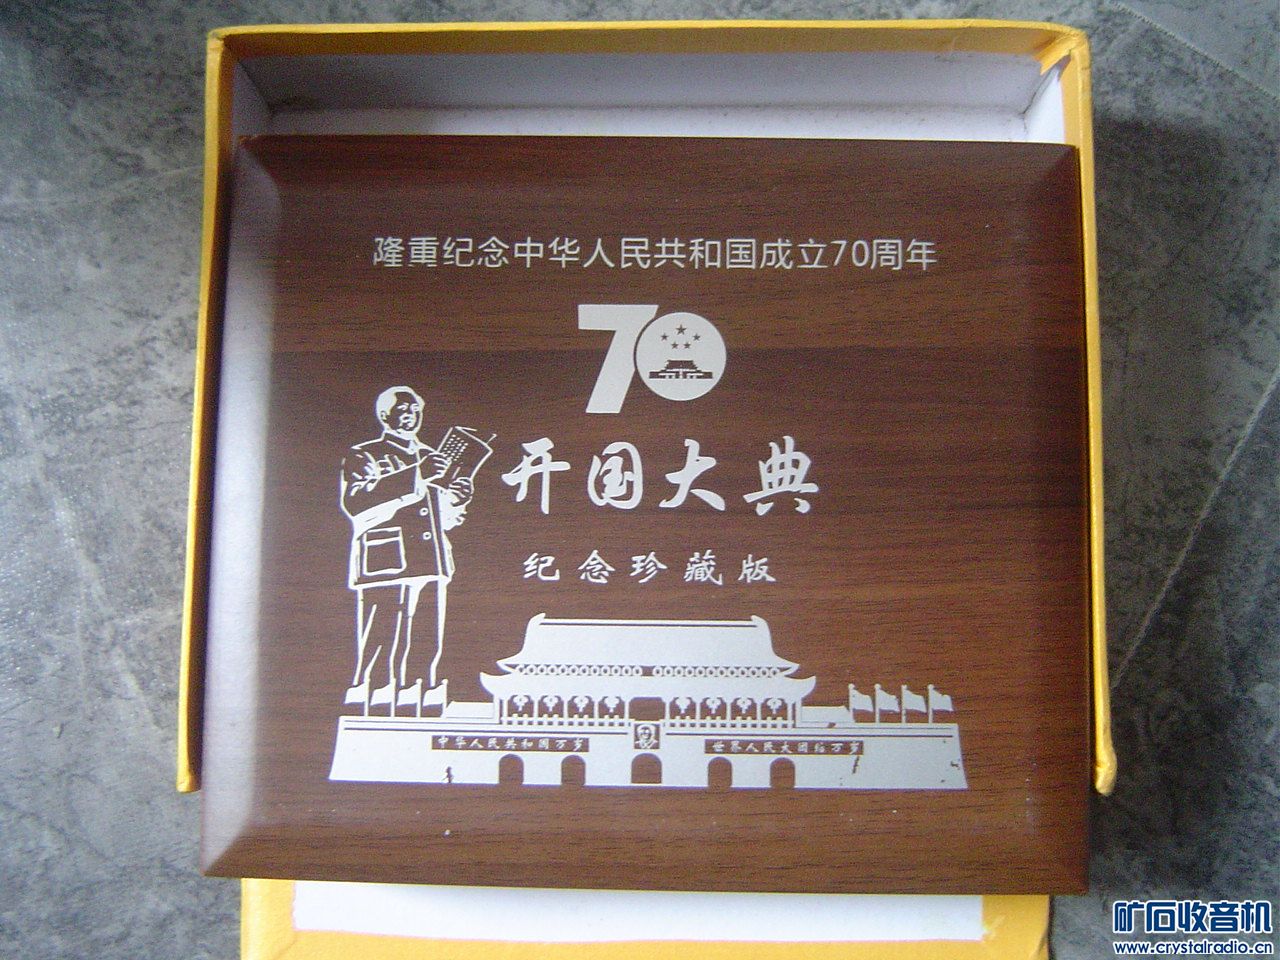 隆重纪念中华人民共和国成立70周年
70
开国大典
纪念珍藏版
中华人民共和国万岁
世界人民大团结万岁
矿石收音机
www.crystalradio.cn